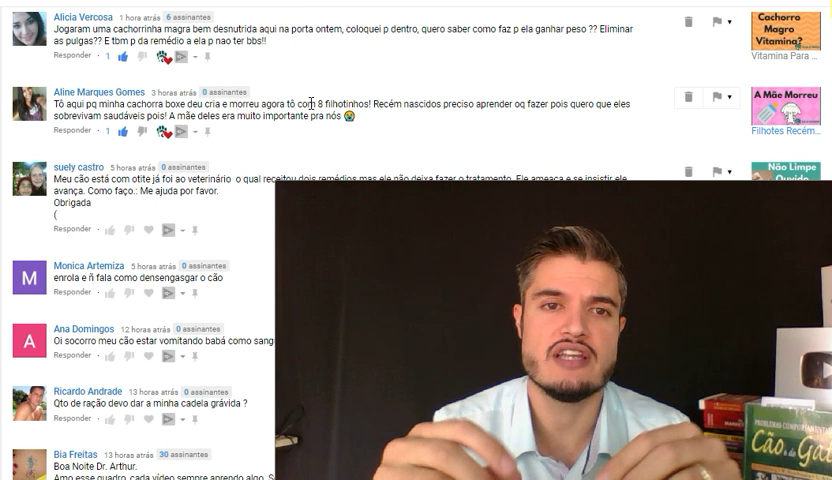 Alicia Vercosa 1 hora atrás 6 assinantes
Jogaram uma cachorrinha magra bem desnutrida aqui na porta ontem, coloquei p dentro, quero saber como faz p ela ganhar peso ?? Eliminar
as pulgas?? E tbm p da remédio a ela p nao ter bbs!!
Responder · 1
Cachorro
Magro
Vitamina?
Vitamina Para ...
Aline Marques Gomes 3 horas atrás 0 assinantes
Tô aqui pq minha cachorra boxe deu cria e morreu agora tô com 8 filhotinhos! Recém nascidos preciso aprender oq fazer pois quero que eles
sobrevivam saudáveis pois! A mãe deles era muito importante pra nós 😭
Responder · 1
A Mãe Morreu
Filhotes Recém...
suely castro 5 horas atrás 0 assinantes
Meu cão está com otite já foi ao veterinário o qual receitou dois remédios mas ele não deixa fazer o tratamento. Ele ameaça e se insistir ele
avança. Como faço.: Me ajuda por favor.
Obrigada
(
Responder ·
Não Limpe
M
Monica Artemiza 5 horas atrás 0 assinantes
enrola e ñ fala como densengasgar o cão
Responder ·
A
Ana Domingos 12 horas atrás 0 assinantes
Oi socorro meu cão estar vomitando babá como sang
Responder ·
Ricardo Andrade 13 horas atrás 0 assinantes
Qto de ração devo dar a minha cadela grávida ?
Responder ·
Bia Freitas 13 horas atrás 30 assinantes
Boa Noite Dr. Arthur.
Amo esse quadro, cada vídeo sempre aprendo algo. S
Cão e Gat